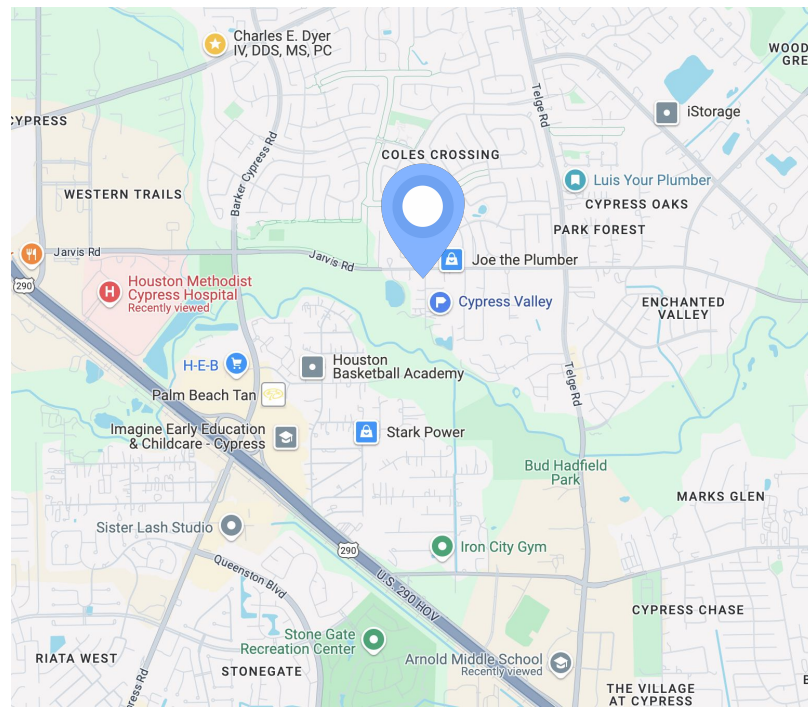 Charles E. Dyer
IV, DDS, MS, PC
WOOD
GRE
iStorage
CYPRESS
Telge Rd
COLES CROSSING
Barker Cypress Rd
Luis Your Plumber
WESTERN TRAILS
CYPRESS OAKS
PARK FOREST
Jarvis Rd
Jarvis Rd
Joe the Plumber
290
Houston Methodist
Cypress Hospital
Recently viewed
H
Cypress Valley
ENCHANTED
VALLEY
H-E-B
Houston
Basketball Academy
Telge Rd
Palm Beach Tan
Imagine Early Education
& Childcare - Cypress
Stark Power
Bud Hadfield
Park
MARKS GLEN
Sister Lash Studio
290
Iron City Gym
Queenston Blvd
U.S. 290 HOV
CYPRESS CHASE
Stone Gate
Recreation Center
RIATA WEST
STONEGATE
Arnold Middle School
Recently viewed
ypress Rd
THE VILLAGE
AT CYPRESS